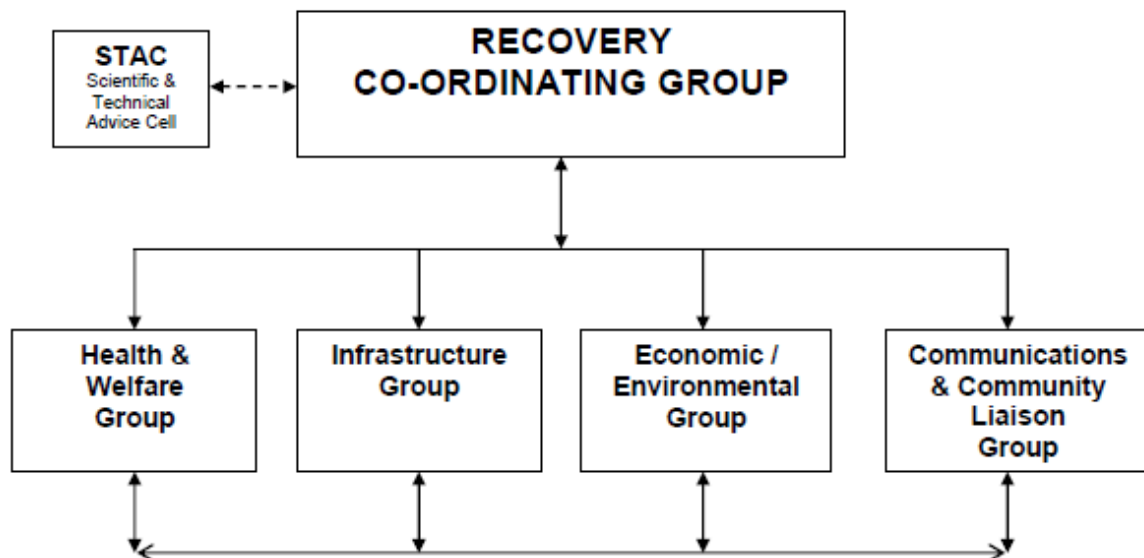 STAC
Scientific &
Technical
Advice Cell
RECOVERY
CO-ORDINATING GROUP
Health &
Welfare
Group
Infrastructure
Group
Economic /
Environmental
Group
Communications
& Community
Liaison
Group